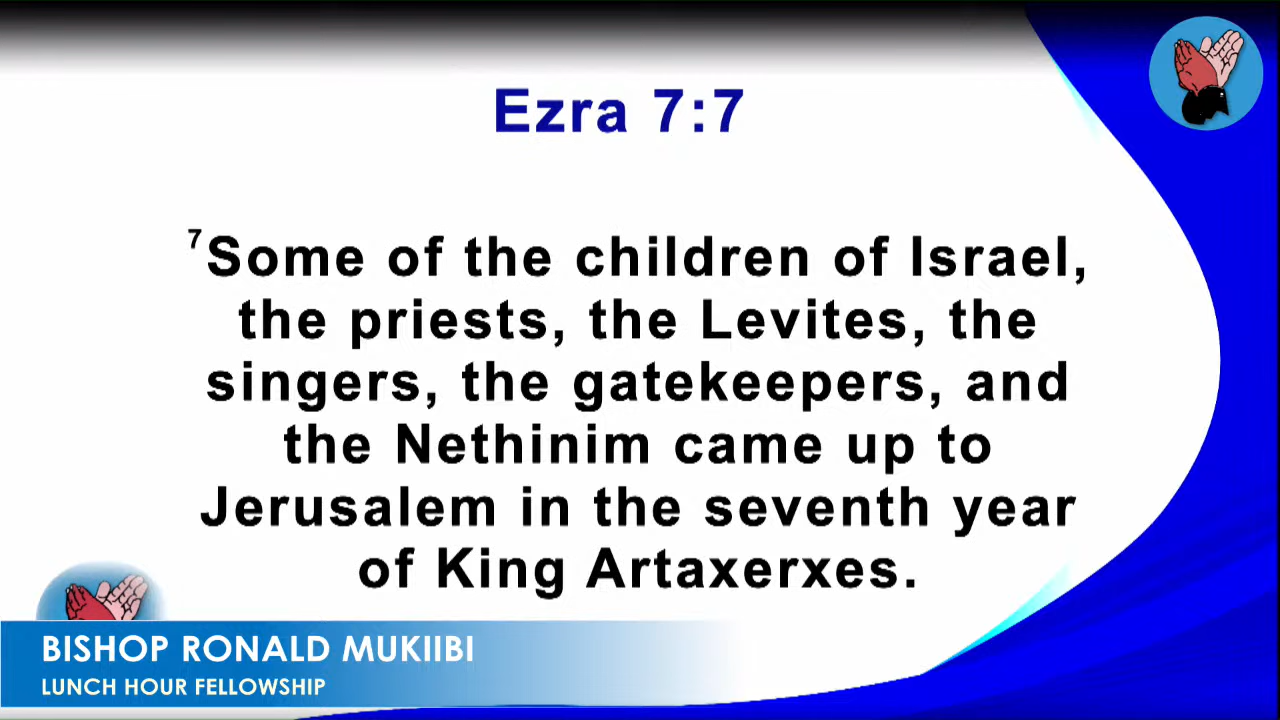 Ezra 7:7
7Some of the children of Israel,
the priests, the Levites, the
singers, the gatekeepers, and
the Nethinim came up to
Jerusalem in the seventh year
of King Artaxerxes.
BISHOP RONALD MUKIIBI
LUNCH HOUR FELLOWSHIP